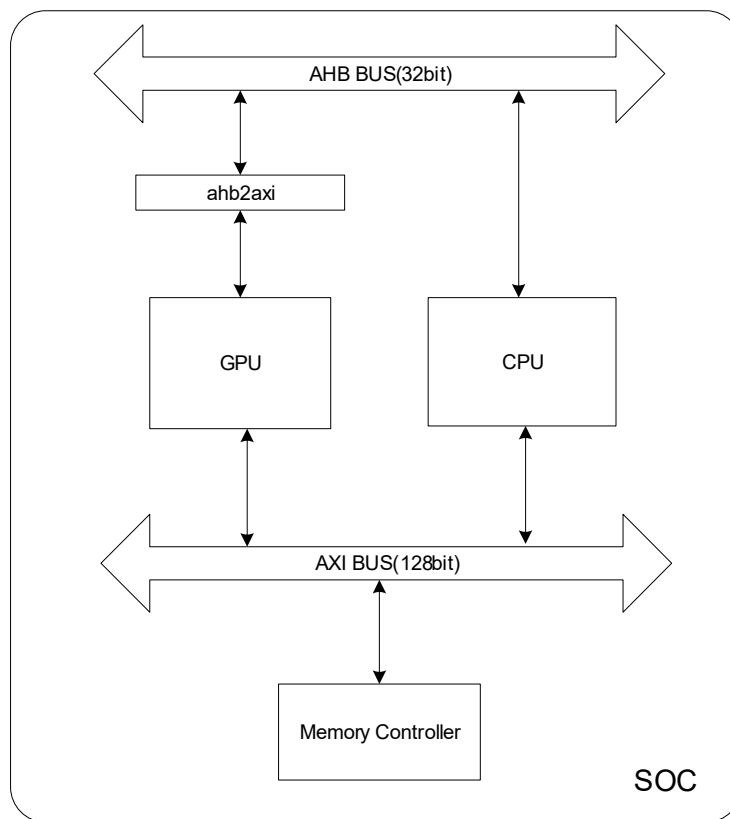 AHB BUS(32bit)
ahb2axi
GPU
CPU
AXI BUS(128bit)
Memory Controller
SOC